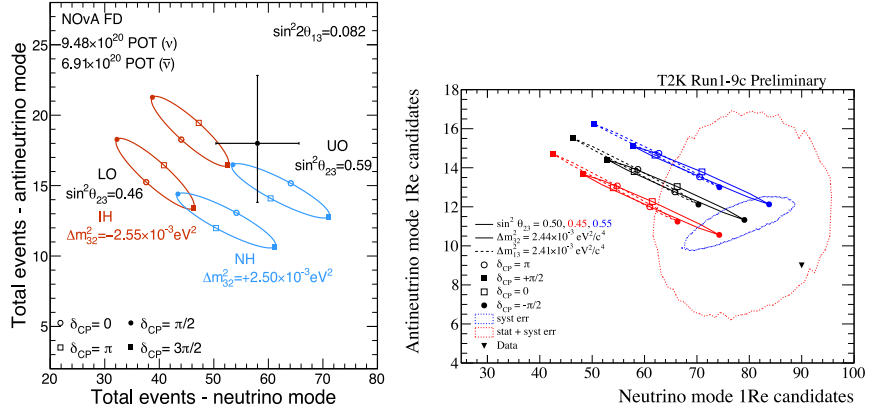 NOvA FD
9.48×10²⁰ POT (ν)
6.91×10²⁰ POT (ν̄)
sin²2θ₁₃=0.082
UO
sin²θ₂₃=0.59
LO
sin²θ₂₃=0.46
IH
Δm²₃₂=−2.55×10⁻³eV²
NH
Δm²₃₂=+2.50×10⁻³eV²
δCP= 0
δCP= π/2
δCP= π
δCP= 3π/2
Total events - antineutrino mode
5
10
15
20
25
20
40
60
80
Total events - neutrino mode
T2K Run1-9c Preliminary
Antineutrino mode 1Re candidates
18
16
14
12
10
8
6
4
sin² θ₂₃ = 0.50, 0.45, 0.55
Δm²₃₂ = 2.44×10⁻³ eV²/c⁴
Δm²₁₃ = 2.41×10⁻³ eV²/c⁴
δCP = π
δCP = +π/2
δCP = 0
δCP = -π/2
syst err
stat + syst err
Data
30
40
50
60
70
80
90
100
Neutrino mode 1Re candidates